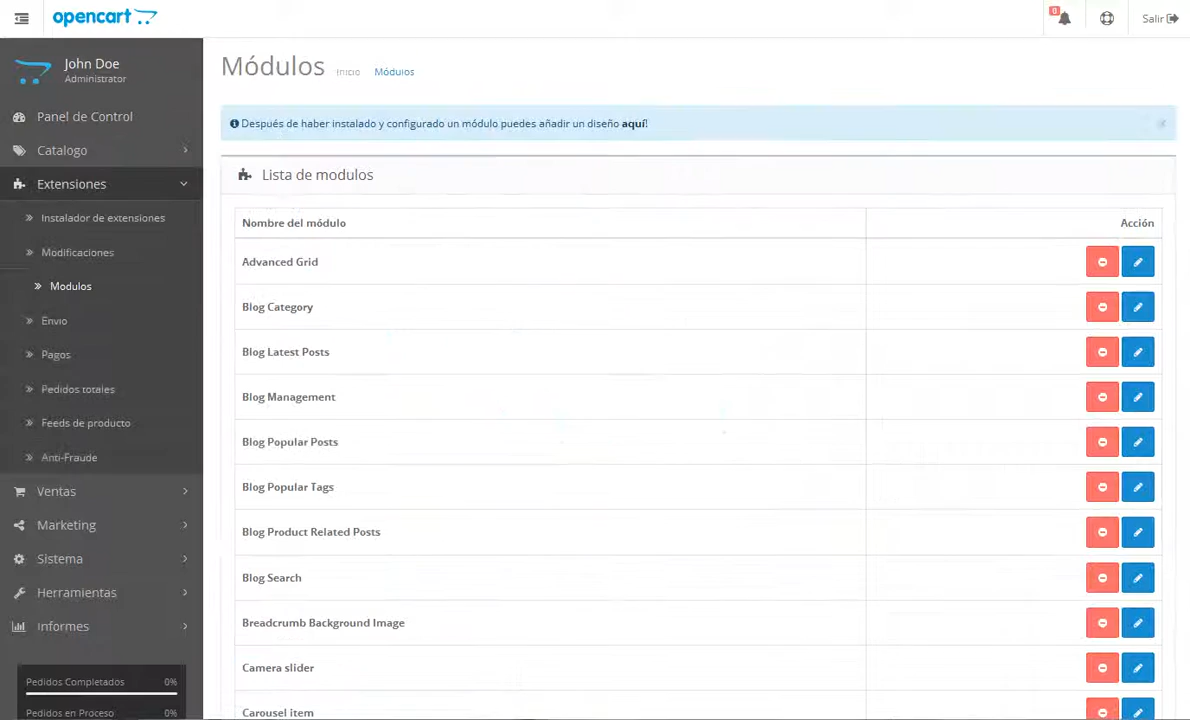 opencart
0
Salir
John Doe
Administrator
Panel de Control
Catalogo
Extensiones
Instalador de extensiones
Modificaciones
Modulos
Envio
Pagos
Pedidos totales
Feeds de producto
Anti-Fraude
Ventas
Marketing
Sistema
Herramientas
Informes
Pedidos Completados 0%
Pedidos en Proceso 0%
Módulos Inicio Módulos
Después de haber instalado y configurado un módulo puedes añadir un diseño aquí!
Lista de modulos
Nombre del módulo Acción
Advanced Grid
Blog Category
Blog Latest Posts
Blog Management
Blog Popular Posts
Blog Popular Tags
Blog Product Related Posts
Blog Search
Breadcrumb Background Image
Camera slider
Carousel item